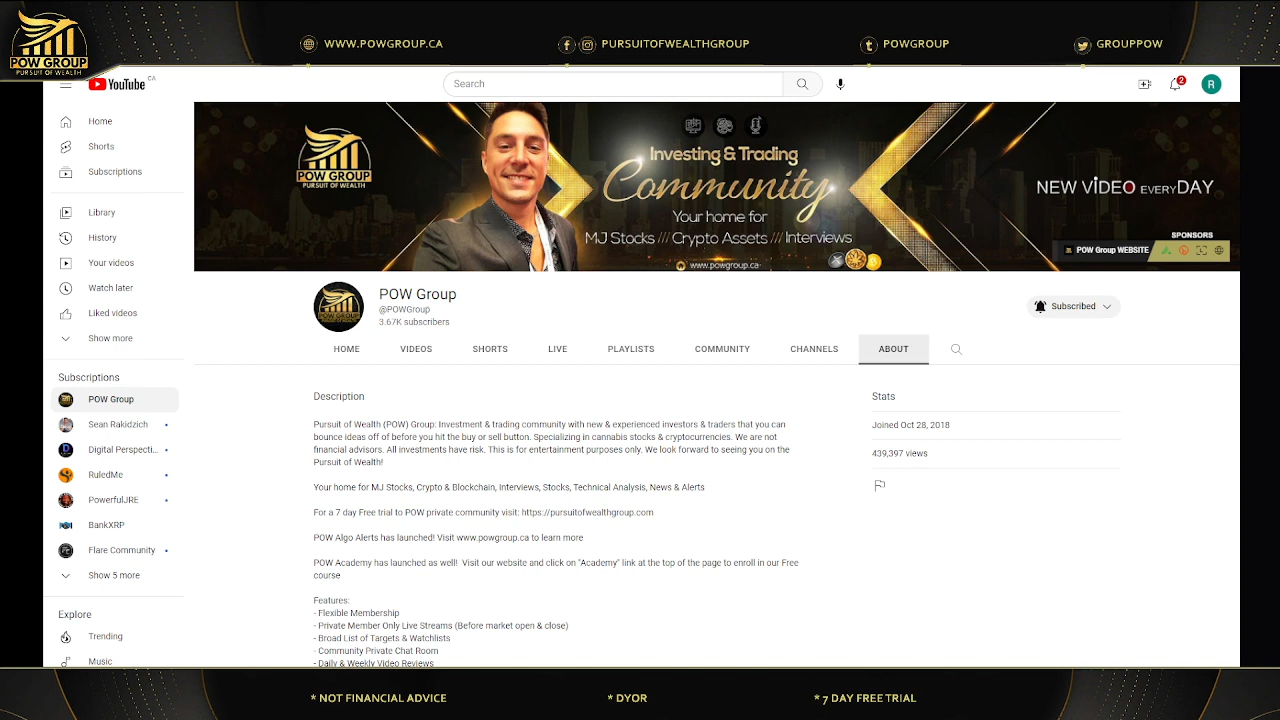 POW GROUP
PURSUIT OF WEALTH
WWW.POWGROUP.CA
PURSUITOFWEALTHGROUP
POWGROUP
GROUPPOW
YouTube CA
Search
2
R
Home
Shorts
Subscriptions
Library
History
Your videos
Watch later
Liked videos
Show more
Subscriptions
POW Group
Sean Rakidzich
Digital Perspecti...
RuledMe
PowerfulJRE
BankXRP
Flare Community
Show 5 more
Explore
Trending
Music
POW GROUP
PURSUIT OF WEALTH
Investing & Trading
Community
Your home for
MJ Stocks /// Crypto Assets /// Interviews
www.powgroup.ca
NEW VIDEO EVERYDAY
SPONSORS
POW Group WEBSITE
POW GROUP
POW Group
@POWGroup
3.67K subscribers
Subscribed
HOME VIDEOS SHORTS LIVE PLAYLISTS COMMUNITY CHANNELS ABOUT
Description
Pursuit of Wealth (POW) Group: Investment & trading community with new & experienced investors & traders that you can
bounce ideas off of before you hit the buy or sell button. Specializing in cannabis stocks & cryptocurrencies. We are not
financial advisors. All investments have risk. This is for entertainment purposes only. We look forward to seeing you on the
Pursuit of Wealth!
Your home for MJ Stocks, Crypto & Blockchain, Interviews, Stocks, Technical Analysis, News & Alerts
For a 7 day Free trial to POW private community visit: https://pursuitofwealthgroup.com
POW Algo Alerts has launched! Visit www.powgroup.ca to learn more
POW Academy has launched as well! Visit our website and click on "Academy" link at the top of the page to enroll in our Free
course
Features:
- Flexible Membership
- Private Member Only Live Streams (Before market open & close)
- Broad List of Targets & Watchlists
- Community Private Chat Room
- Daily & Weekly Video Reviews
Stats
Joined Oct 28, 2018
439,397 views
* NOT FINANCIAL ADVICE
* DYOR
* 7 DAY FREE TRIAL